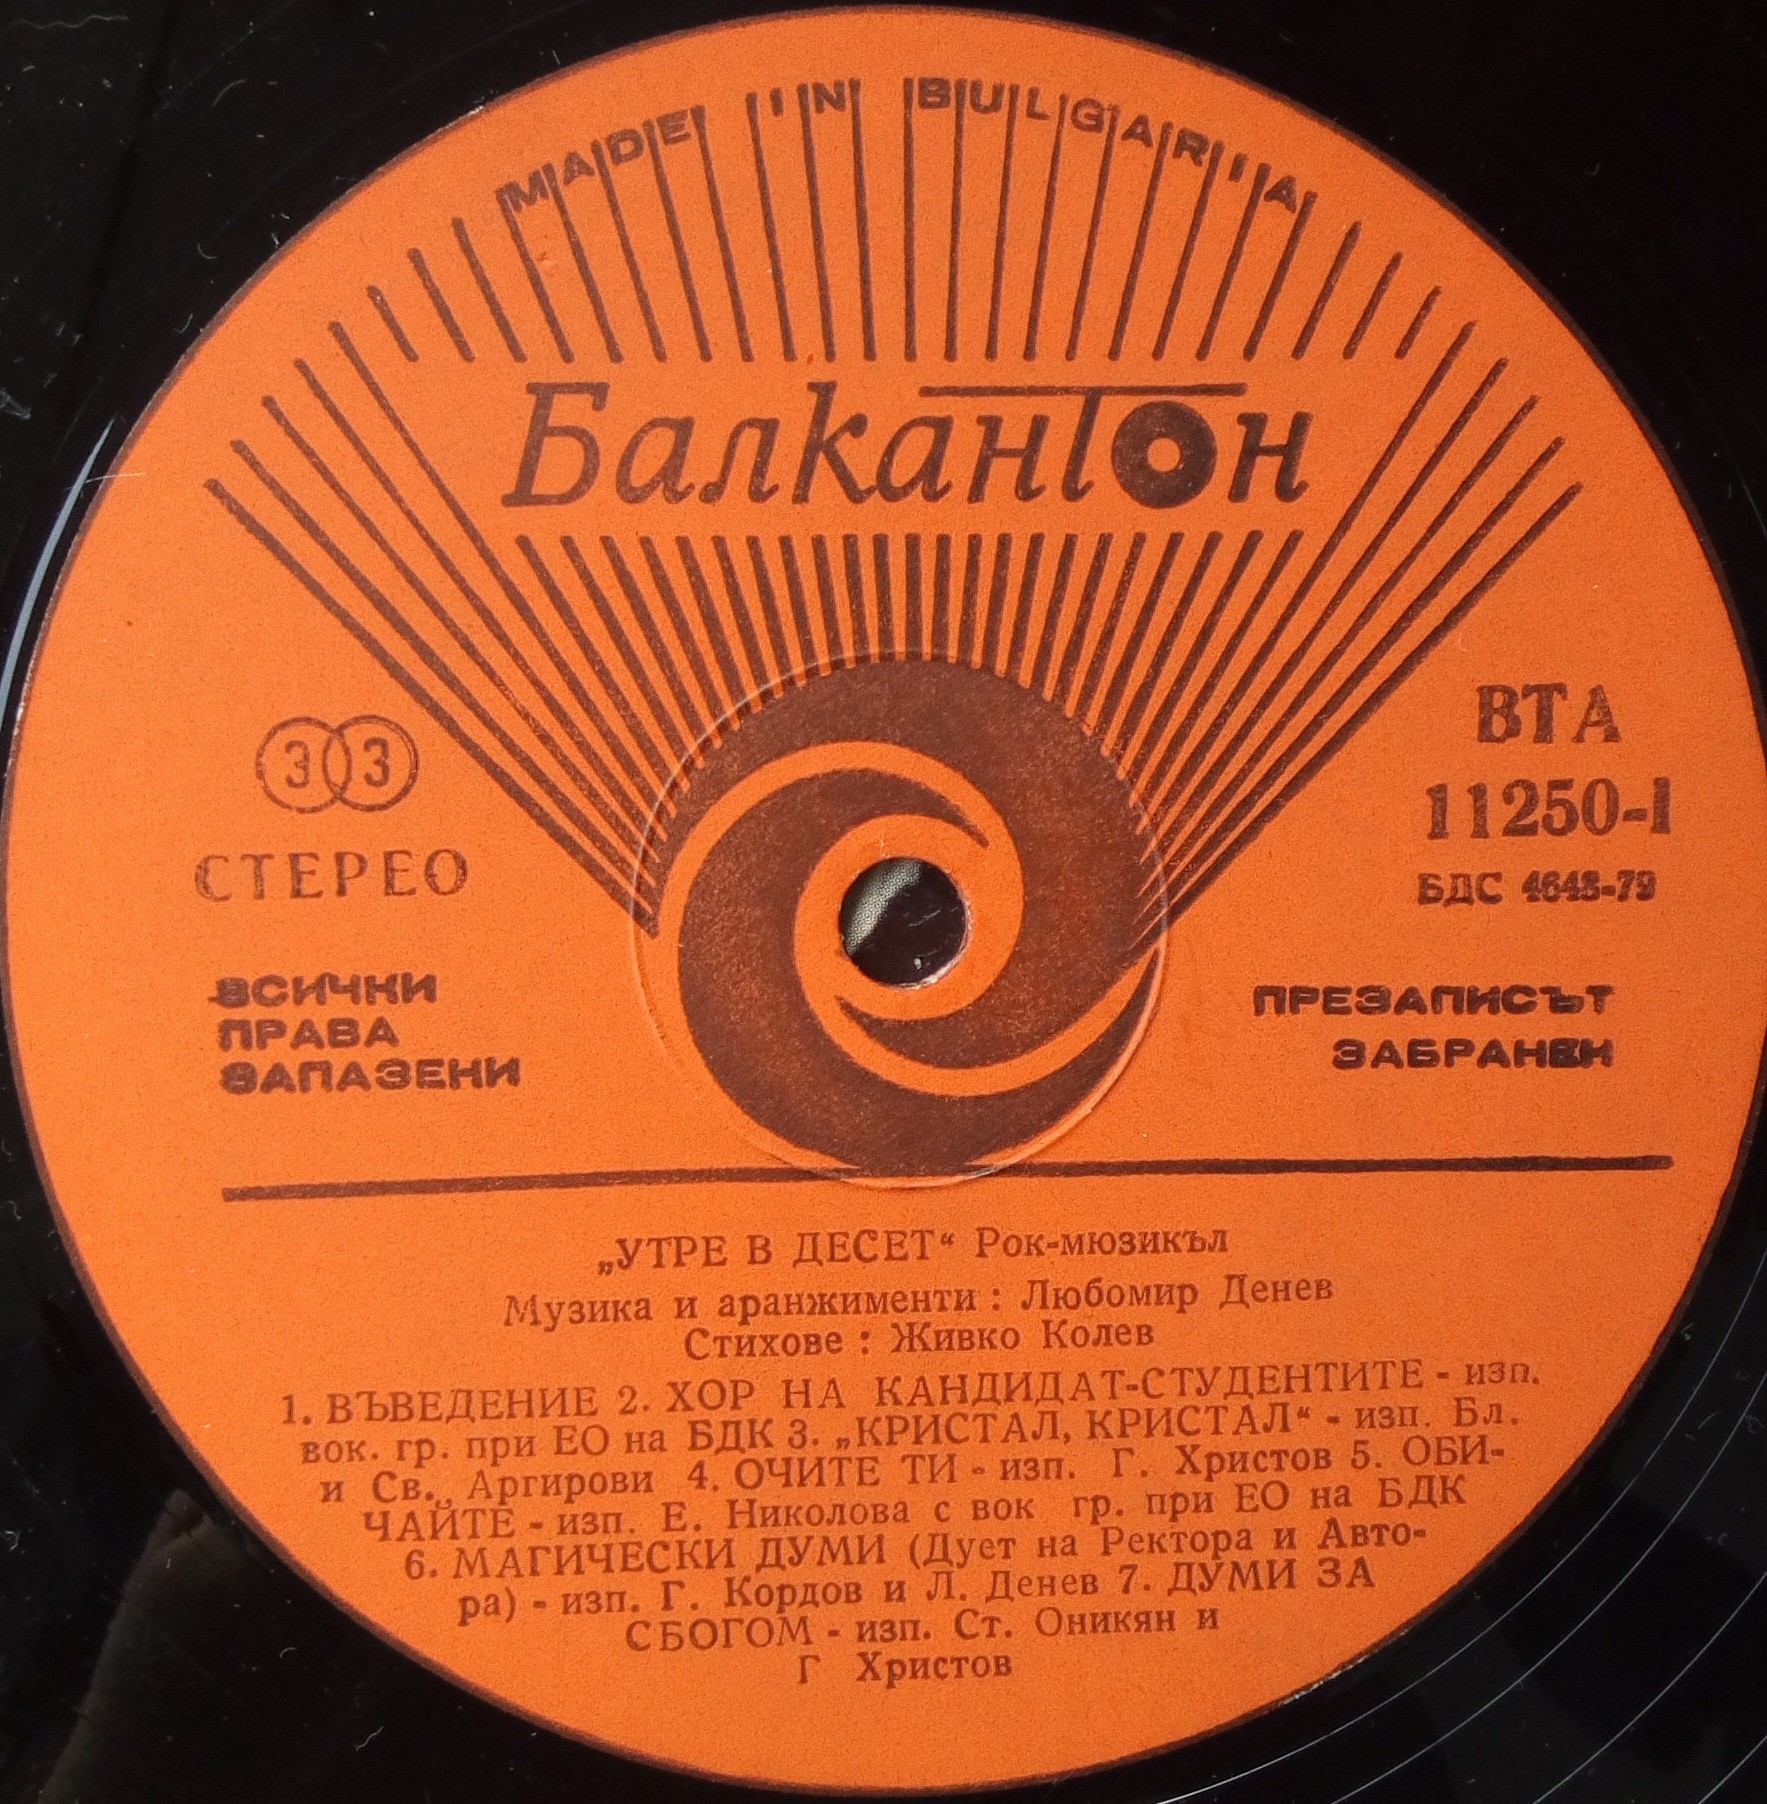 MADE IN BULGARIA
Балкантон
33
СТЕРЕО
ВСИЧКИ
ПРАВА
ЗАПАЗЕНИ
ВТА
11250-I
БДС 4643-79
ПРЕЗАПИСЪТ
ЗАБРАНЕН
„УТРЕ В ДЕСЕТ“ Рок-мюзикъл
Музика и аранжименти : Любомир Денев
Стихове : Живко Колев
1. ВЪВЕДЕНИЕ 2. ХОР НА КАНДИДАТ-СТУДЕНТИТЕ - изп.
вок. гр. при ЕО на БДК 3. „КРИСТАЛ, КРИСТАЛ“ - изп. Бл.
и Св. Аргирови 4. ОЧИТЕ ТИ - изп. Г. Христов 5. ОБИ-
ЧАЙТЕ - изп. Е. Николова с вок гр. при ЕО на БДК
6. МАГИЧЕСКИ ДУМИ (Дует на Ректора и Авто-
ра) - изп. Г. Кордов и Л. Денев 7. ДУМИ ЗА
СБОГОМ - изп. Ст. Оникян и
Г Христов